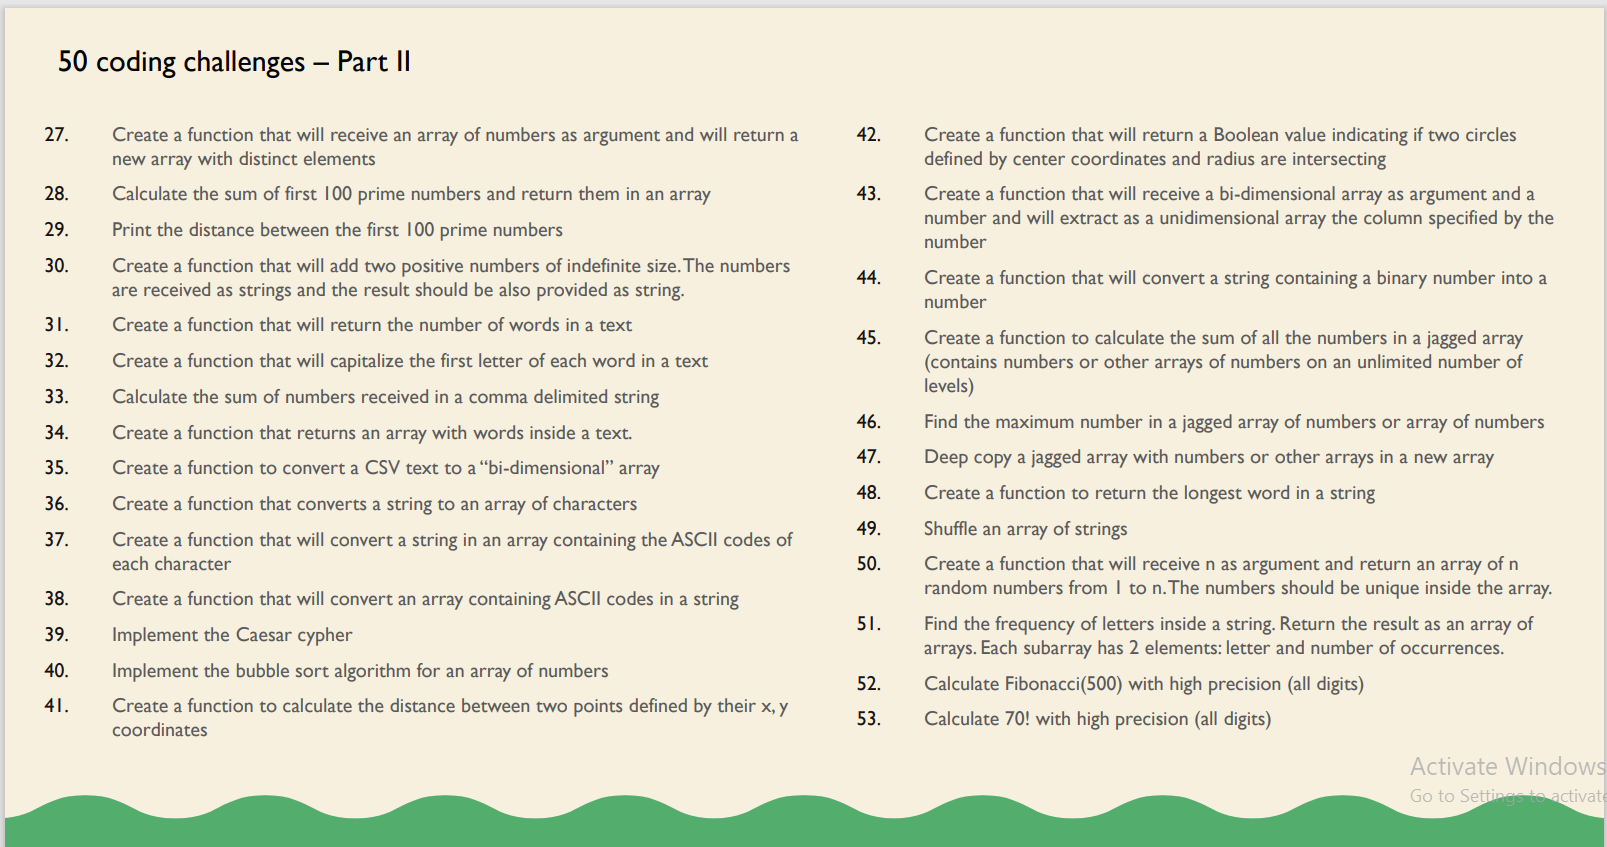 50 coding challenges – Part II
27. Create a function that will receive an array of numbers as argument and will return a
new array with distinct elements
28. Calculate the sum of first 100 prime numbers and return them in an array
29. Print the distance between the first 100 prime numbers
30. Create a function that will add two positive numbers of indefinite size. The numbers
are received as strings and the result should be also provided as string.
31. Create a function that will return the number of words in a text
32. Create a function that will capitalize the first letter of each word in a text
33. Calculate the sum of numbers received in a comma delimited string
34. Create a function that returns an array with words inside a text.
35. Create a function to convert a CSV text to a “bi-dimensional” array
36. Create a function that converts a string to an array of characters
37. Create a function that will convert a string in an array containing the ASCII codes of
each character
38. Create a function that will convert an array containing ASCII codes in a string
39. Implement the Caesar cypher
40. Implement the bubble sort algorithm for an array of numbers
41. Create a function to calculate the distance between two points defined by their x, y
coordinates
42. Create a function that will return a Boolean value indicating if two circles
defined by center coordinates and radius are intersecting
43. Create a function that will receive a bi-dimensional array as argument and a
number and will extract as a unidimensional array the column specified by the
number
44. Create a function that will convert a string containing a binary number into a
number
45. Create a function to calculate the sum of all the numbers in a jagged array
(contains numbers or other arrays of numbers on an unlimited number of
levels)
46. Find the maximum number in a jagged array of numbers or array of numbers
47. Deep copy a jagged array with numbers or other arrays in a new array
48. Create a function to return the longest word in a string
49. Shuffle an array of strings
50. Create a function that will receive n as argument and return an array of n
random numbers from 1 to n. The numbers should be unique inside the array.
51. Find the frequency of letters inside a string. Return the result as an array of
arrays. Each subarray has 2 elements: letter and number of occurrences.
52. Calculate Fibonacci(500) with high precision (all digits)
53. Calculate 70! with high precision (all digits)
Activate Windows
Go to Settings to activate